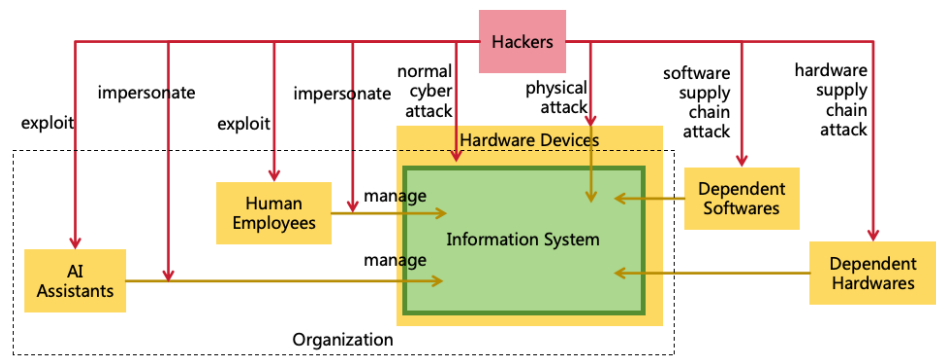 Hackers
impersonate
exploit
exploit
impersonate
normal
cyber
attack
physical
attack
software
supply
chain
attack
hardware
supply
chain
attack
Hardware Devices
Human
Employees
manage
Information System
Dependent
Softwares
AI
Assistants
manage
Dependent
Hardwares
Organization